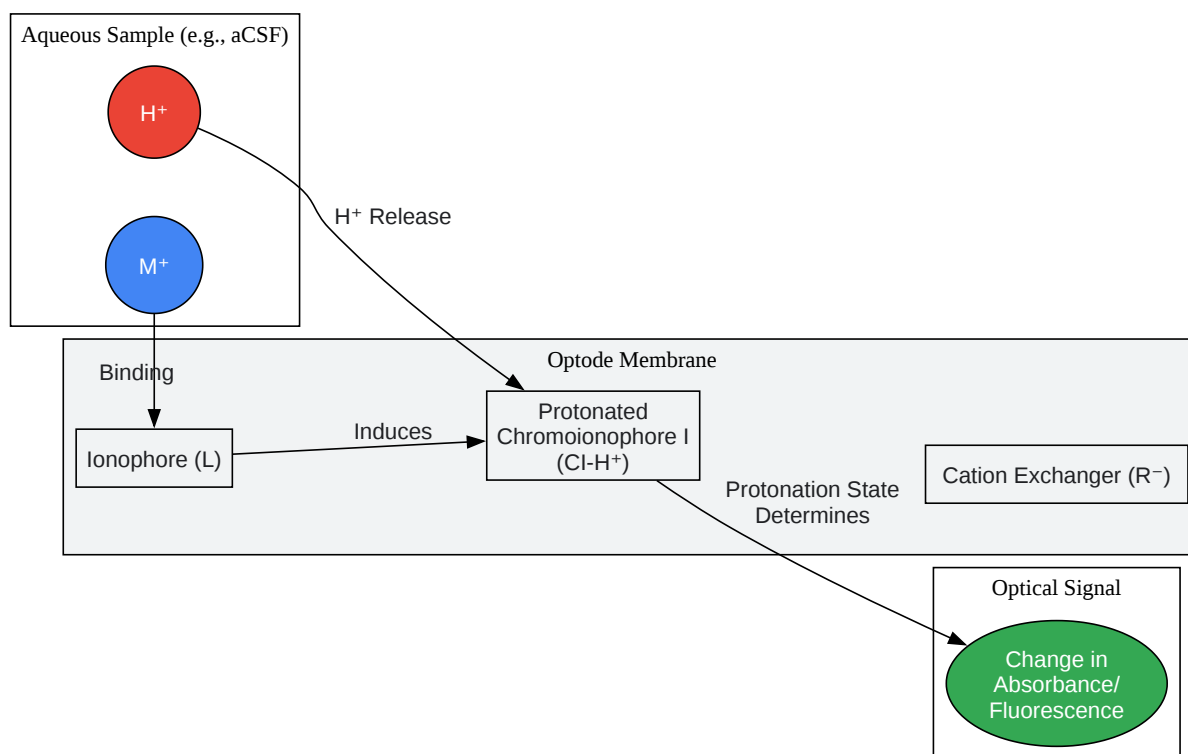 Aqueous Sample (e.g., aCSF)
H⁺
H⁺ Release
M⁺
Optode Membrane
Binding
Protonated
Chromoionophore I
(CI-H⁺)
Induces
Ionophore (L)
Cation Exchanger (R⁻)
Protonation State
Determines
Optical Signal
Change in
Absorbance/
Fluorescence